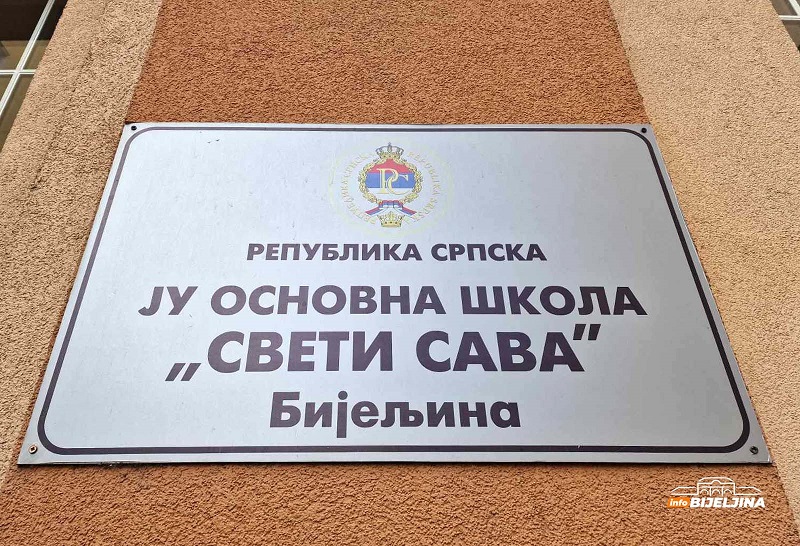 РЕПУБЛИКА СРПСКА
ЈУ ОСНОВНА ШКОЛА
„СВЕТИ САВА”
Бијељина
info BIJELJINA